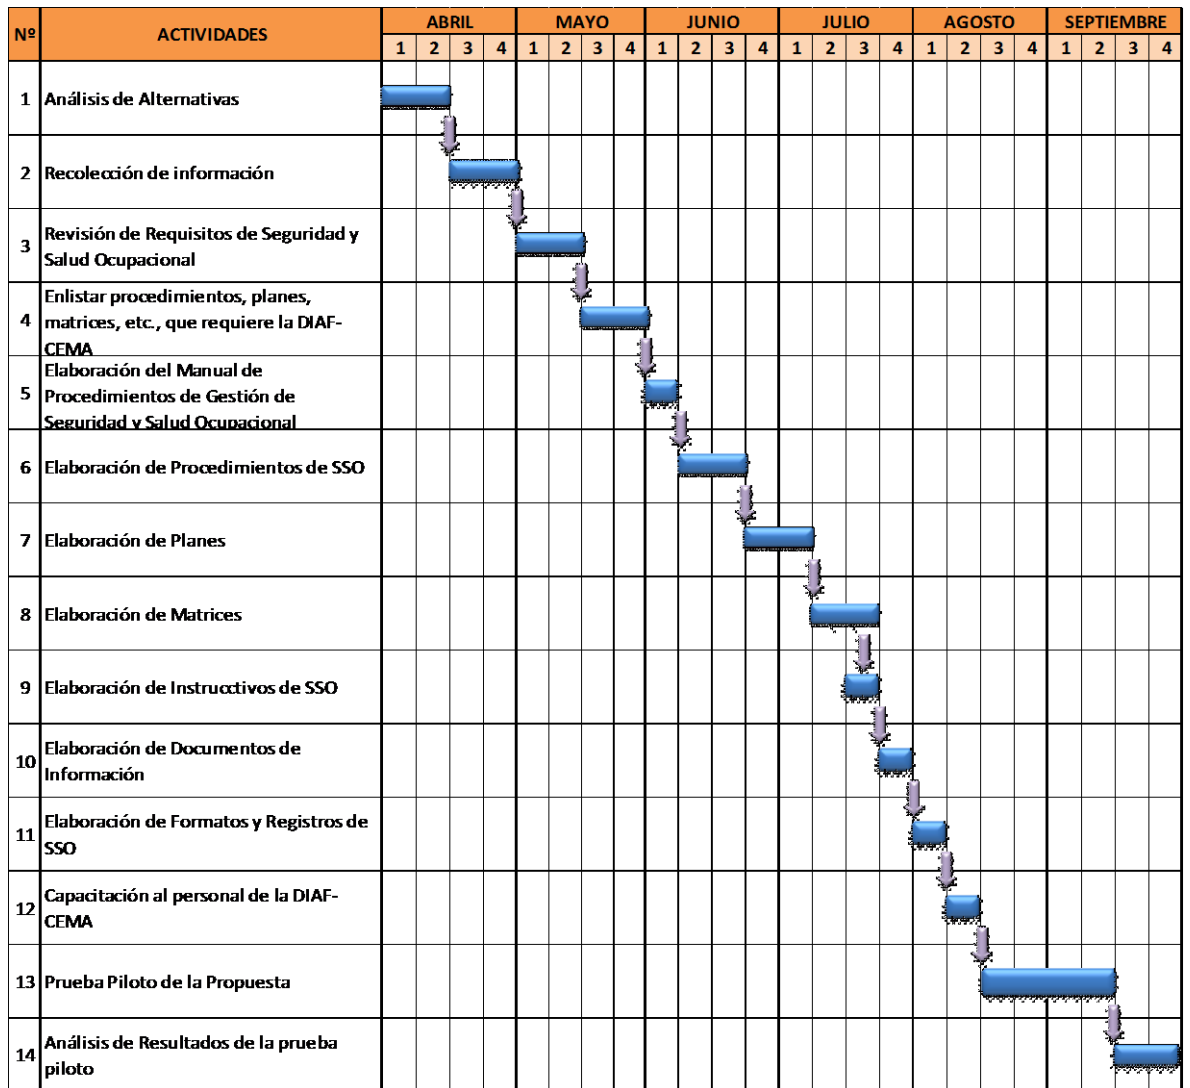 Nº ACTIVIDADES ABRIL MAYO JUNIO JULIO AGOSTO SEPTIEMBRE
1 2 3 4 1 2 3 4 1 2 3 4 1 2 3 4 1 2 3 4 1 2 3 4
1 Análisis de Alternativas
2 Recolección de información
3 Revisión de Requisitos de Seguridad y
Salud Ocupacional
4 Enlistar procedimientos, planes,
matrices, etc., que requiere la DIAF-
CEMA
5 Elaboración del Manual de
Procedimientos de Gestión de
Seguridad y Salud Ocupacional
6 Elaboración de Procedimientos de SSO
7 Elaboración de Planes
8 Elaboración de Matrices
9 Elaboración de Instrucctivos de SSO
10 Elaboración de Documentos de
Información
11 Elaboración de Formatos y Registros de
SSO
12 Capacitación al personal de la DIAF-
CEMA
13 Prueba Piloto de la Propuesta
14 Análisis de Resultados de la prueba
piloto